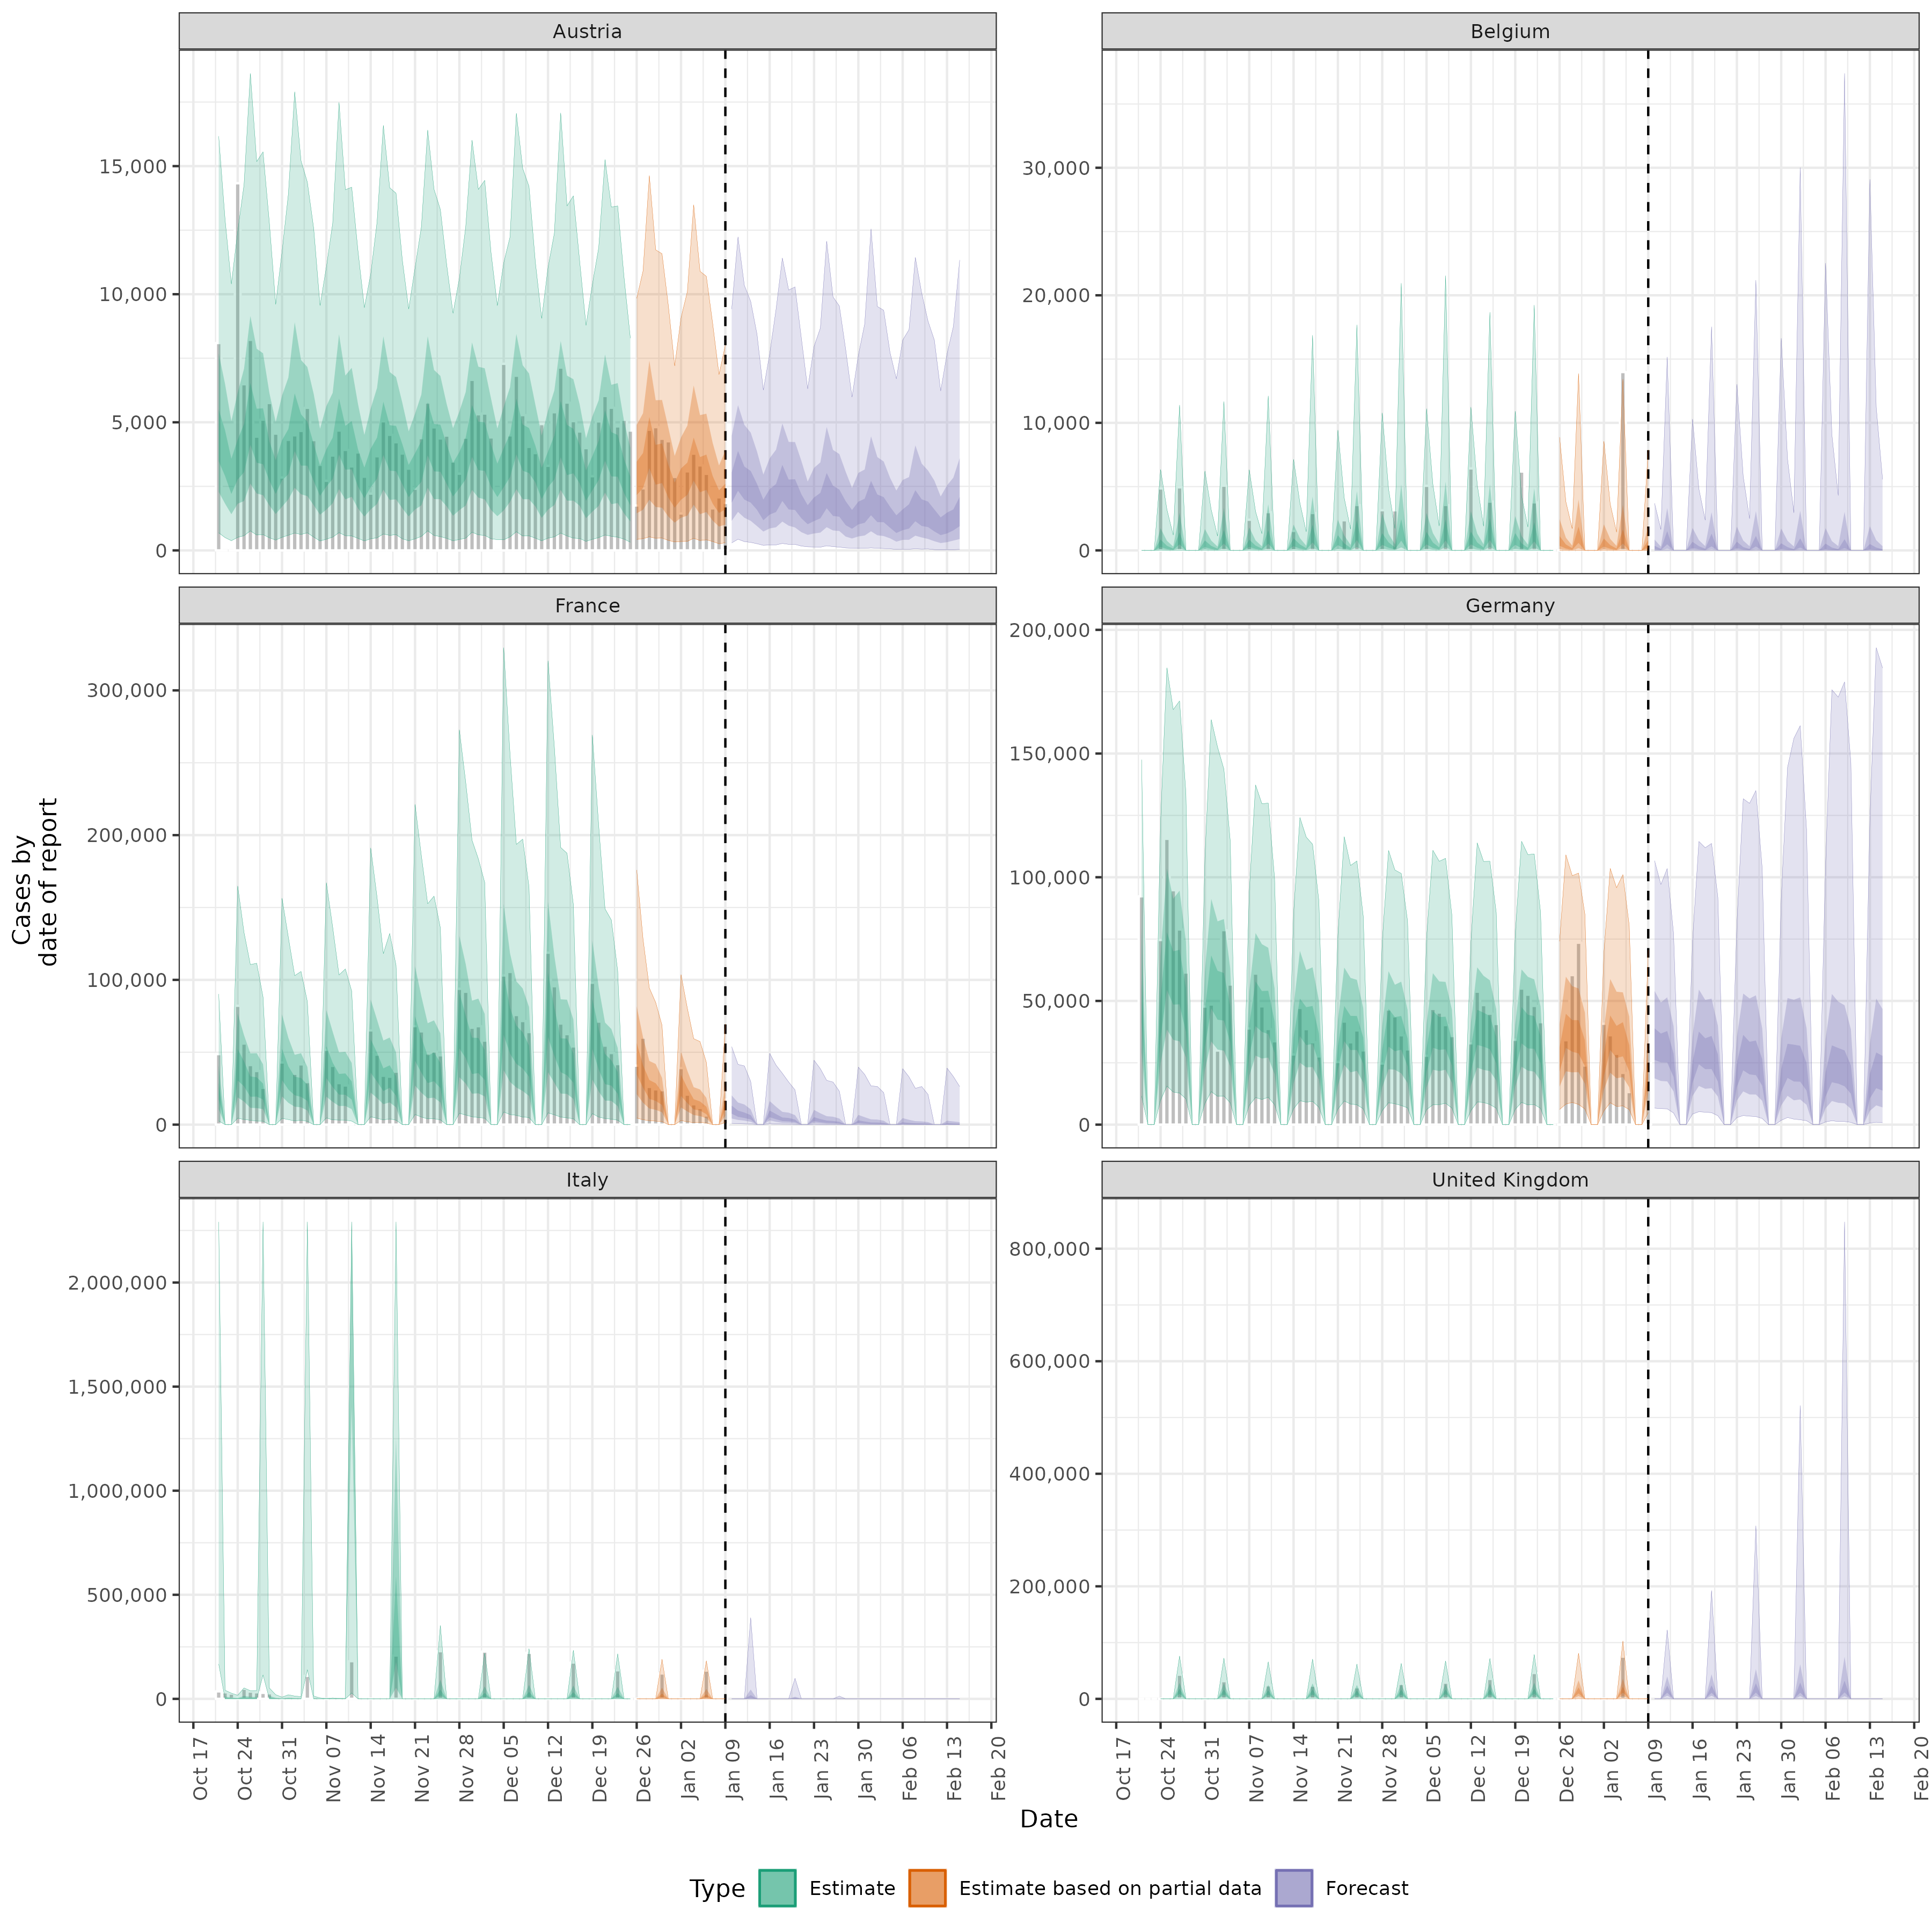 Austria
Belgium
15,000
10,000
5,000
0
30,000
20,000
10,000
0
France
Germany
300,000
200,000
100,000
0
200,000
150,000
100,000
50,000
0
Cases by
date of report
Italy
United Kingdom
2,000,000
1,500,000
1,000,000
500,000
0
800,000
600,000
400,000
200,000
0
Oct 17
Oct 24
Oct 31
Nov 07
Nov 14
Nov 21
Nov 28
Dec 05
Dec 12
Dec 19
Dec 26
Jan 02
Jan 09
Jan 16
Jan 23
Jan 30
Feb 06
Feb 13
Feb 20
Oct 17
Oct 24
Oct 31
Nov 07
Nov 14
Nov 21
Nov 28
Dec 05
Dec 12
Dec 19
Dec 26
Jan 02
Jan 09
Jan 16
Jan 23
Jan 30
Feb 06
Feb 13
Feb 20
Date
Type Estimate Estimate based on partial data Forecast